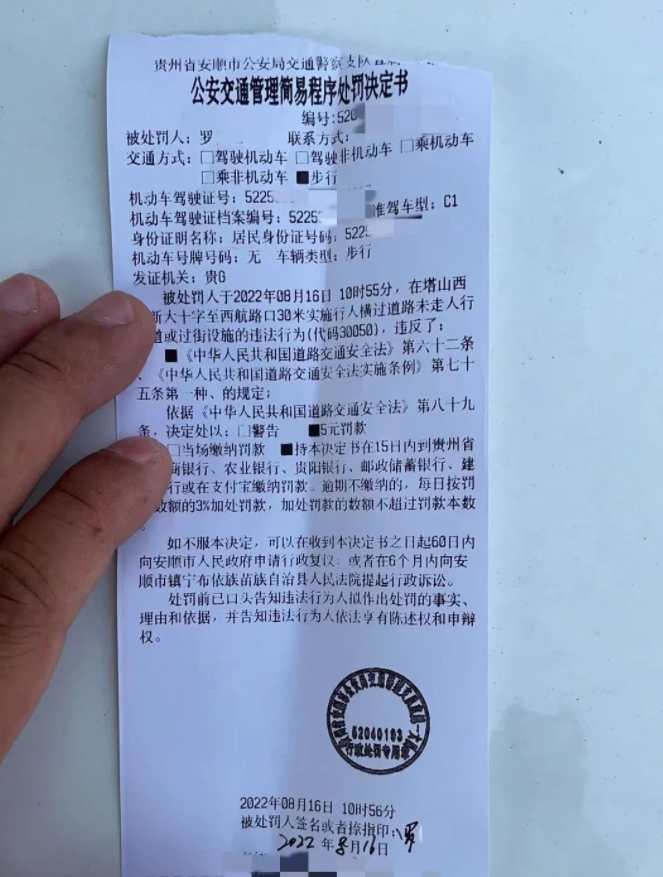 贵州省安顺市公安局交通警察支队直
公安交通管理简易程序处罚决定书
编号:520
被处罚人：罗 联系方式:
交通方式：□驾驶机动车 □驾驶非机动车 □乘机动车
□乘非机动车 ■步行
机动车驾驶证号：5225
机动车驾驶证档案编号：5225 准驾车型：C1
身份证明名称：居民身份证号码：5225
机动车号牌号码：无 车辆类型：步行
发证机关：贵G
被处罚人于2022年08月16日 10时55分，在塔山西
新大十字至西航路口30米实施行人横过道路未走人行
道或过街设施的违法行为(代码30050)，违反了：
■《中华人民共和国道路交通安全法》第六十二条
、《中华人民共和国道路交通安全法实施条例》第七十
五条第一种、的规定；
依据《中华人民共和国道路交通安全法》第八十九
条，决定处以：□警告 ■5元罚款
□当场缴纳罚款 ■持本决定书在15日内到贵州省
商银行、农业银行、贵阳银行、邮政储蓄银行、建
行或在支付宝缴纳罚款。逾期不缴纳的，每日按罚
数额的3%加处罚款，加处罚款的数额不超过罚款本数
。
如不服本决定，可以在收到本决定书之日起60日内
向安顺市人民政府申请行政复议；或者在6个月内向安
顺市镇宁布依族苗族自治县人民法院提起行政诉讼。
处罚前已口头告知违法行为人拟作出处罚的事实、
理由和依据，并告知违法行为人依法享有陈述权和申辩
权。
52040193
行政处罚专用章
2022年08月16日 10时56分
被处罚人签名或者捺指印：罗
2022年8月16日